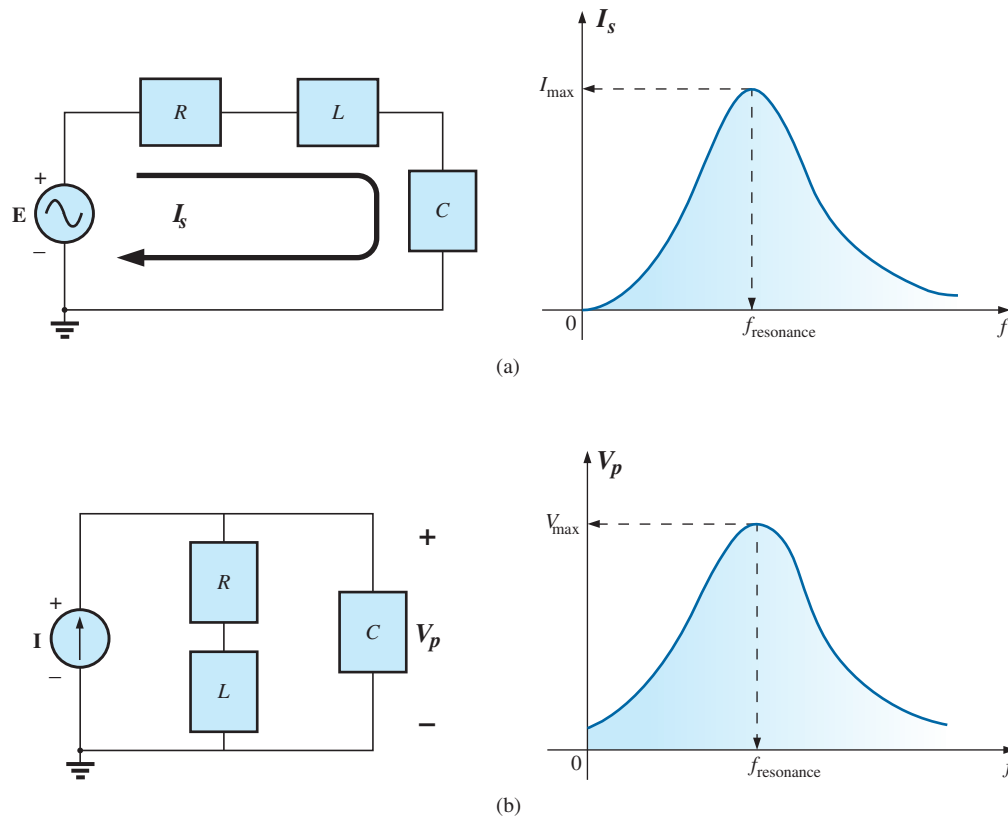 I_s
I_max
R
L
C
+
E
−
I_s
0
f_resonance
f
(a)
V_p
V_max
R
C
L
+
I
−
+
V_p
−
0
f_resonance
f
(b)